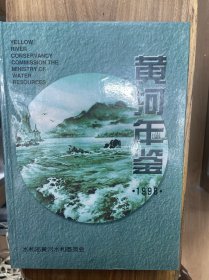 YELLOW
RIVER
CONSERVANCY
COMMISSION THE
MINISTRY OF
WATER
RESOURCES
黄河年鉴
·1998·
水利部黄河水利委员会